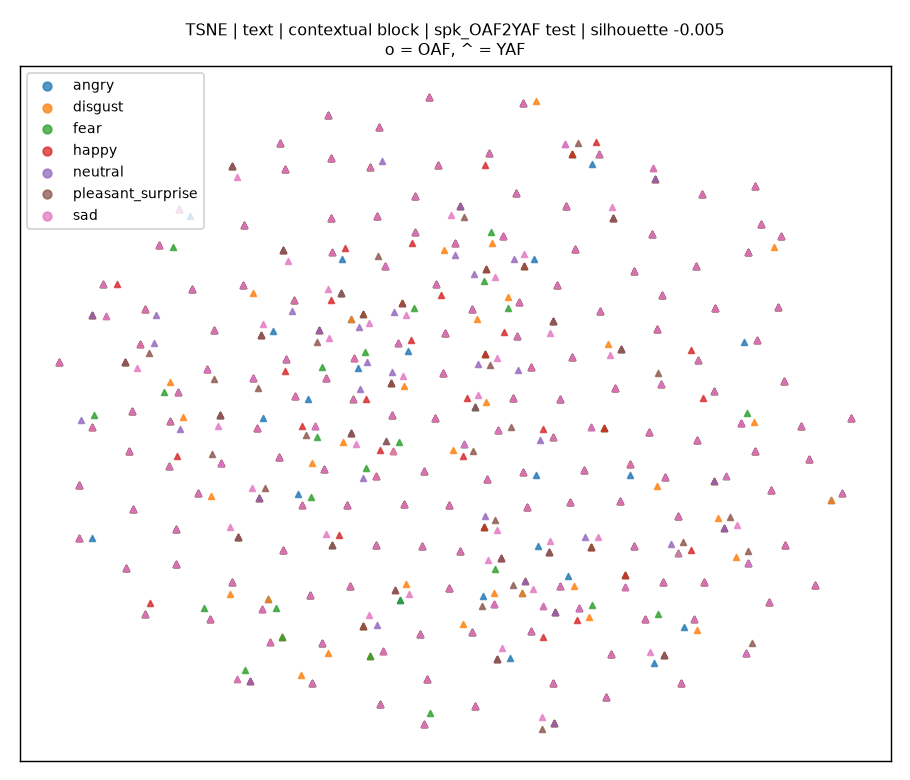 TSNE | text | contextual block | spk_OAF2YAF test | silhouette -0.005
o = OAF, ^ = YAF
angry
disgust
fear
happy
neutral
pleasant_surprise
sad